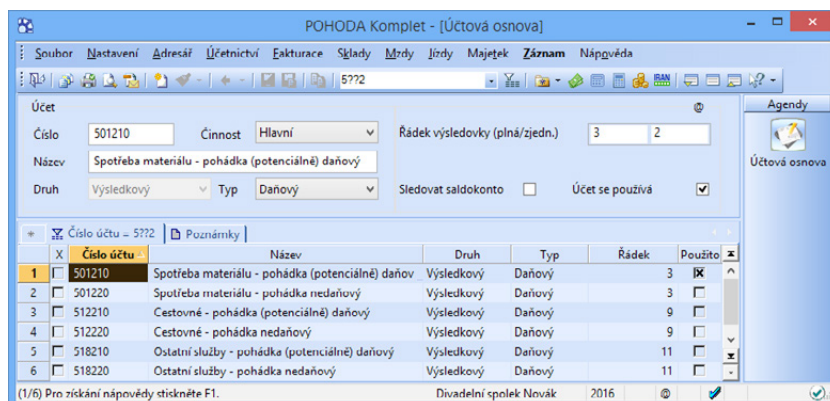 POHODA Komplet - [Účtová osnova]
Soubor Nastavení Adresář Účetnictví Fakturace Sklady Mzdy Jízdy Majetek Záznam Nápověda
5??2
Účet @ Agendy
Číslo 501210 Činnost Hlavní Řádek výsledovky (plná/zjedn.) 3 2
Název Spotřeba materiálu - pohádka (potenciálně) daňový Účtová osnova
Druh Výsledkový Typ Daňový Sledovat saldokonto Účet se používá
Číslo účtu = 5??2 Poznámky
X Číslo účtu Název Druh Typ Řádek Použito
1 501210 Spotřeba materiálu - pohádka (potenciálně) daňov Výsledkový Daňový 3
2 501220 Spotřeba materiálu - pohádka nedaňový Výsledkový Daňový 3
3 512210 Cestovné - pohádka (potenciálně) daňový Výsledkový Daňový 9
4 512220 Cestovné - pohádka nedaňový Výsledkový Daňový 9
5 518210 Ostatní služby - pohádka (potenciálně) daňový Výsledkový Daňový 11
6 518220 Ostatní služby - pohádka nedaňový Výsledkový Daňový 11
(1/6) Pro získání nápovědy stiskněte F1. Divadelní spolek Novák 2016 @